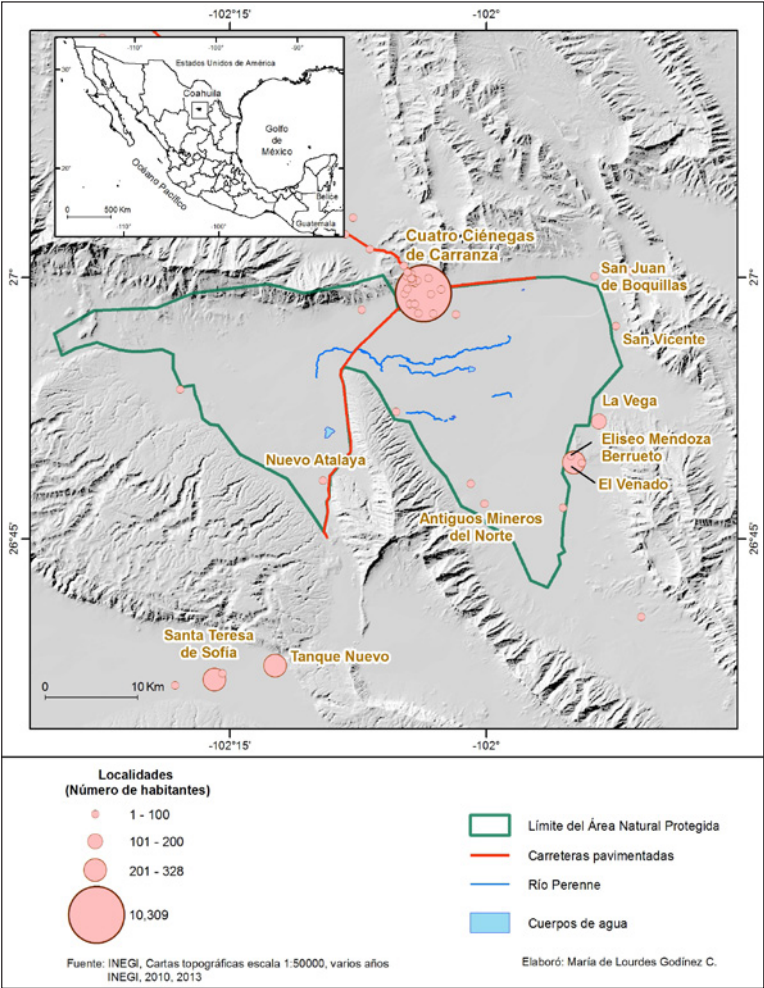 -102°15'
-102°
-110°
-100°
-90°
Estados Unidos de América
30°
30°
Coahuila
Golfo
de
México
20°
20°
Océano Pacífico
Belice
0
500 Km
Guatemala
-110°
-100°
Cuatro Ciénegas
de Carranza
27°
27°
San Juan
de Boquillas
San Vicente
La Vega
Eliseo Mendoza
Berrueto
El Venado
Nuevo Atalaya
Antiguos Mineros
del Norte
26°45'
26°45'
Santa Teresa
de Sofía
Tanque Nuevo
0
10 Km
-102°15'
-102°
Localidades
(Número de habitantes)
1 - 100
101 - 200
201 - 328
10,309
Límite del Área Natural Protegida
Carreteras pavimentadas
Río Perenne
Cuerpos de agua
Fuente: INEGI, Cartas topográficas escala 1:50000, varios años
INEGI, 2010, 2013
Elaboró: María de Lourdes Godínez C.